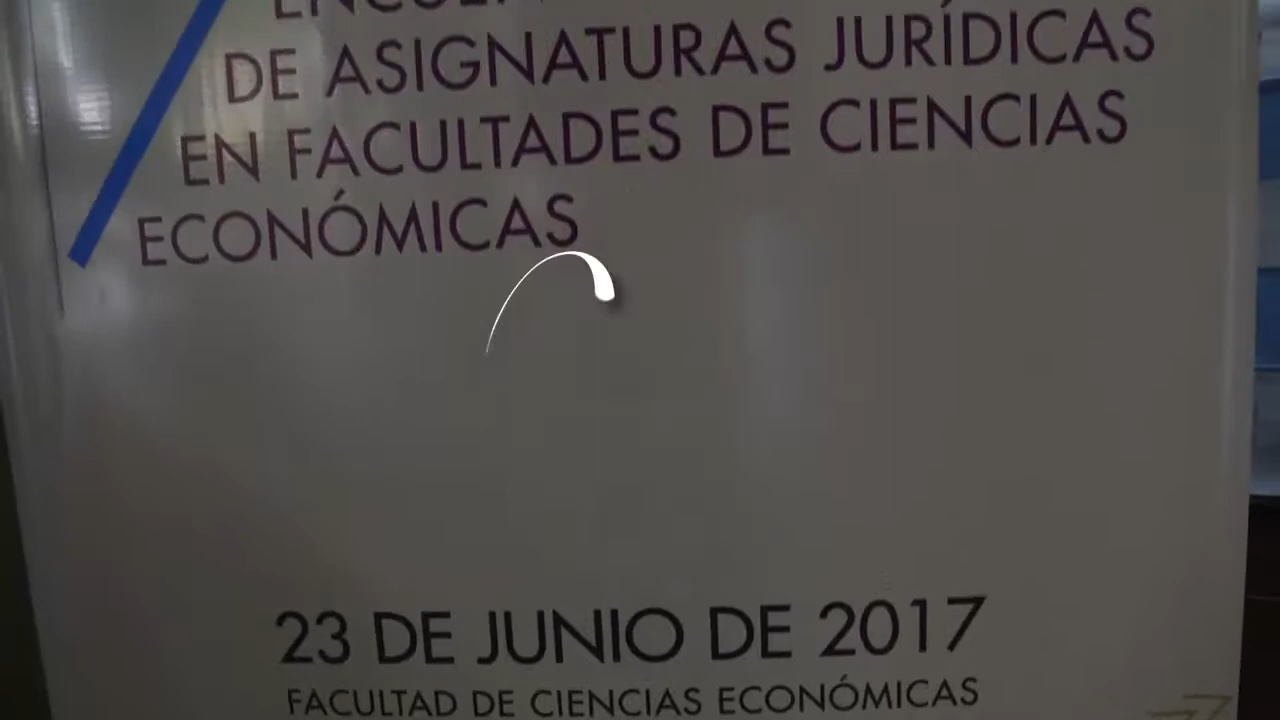 DE ASIGNATURAS JURÍDICAS
EN FACULTADES DE CIENCIAS
ECONÓMICAS
23 DE JUNIO DE 2017
FACULTAD DE CIENCIAS ECONÓMICAS